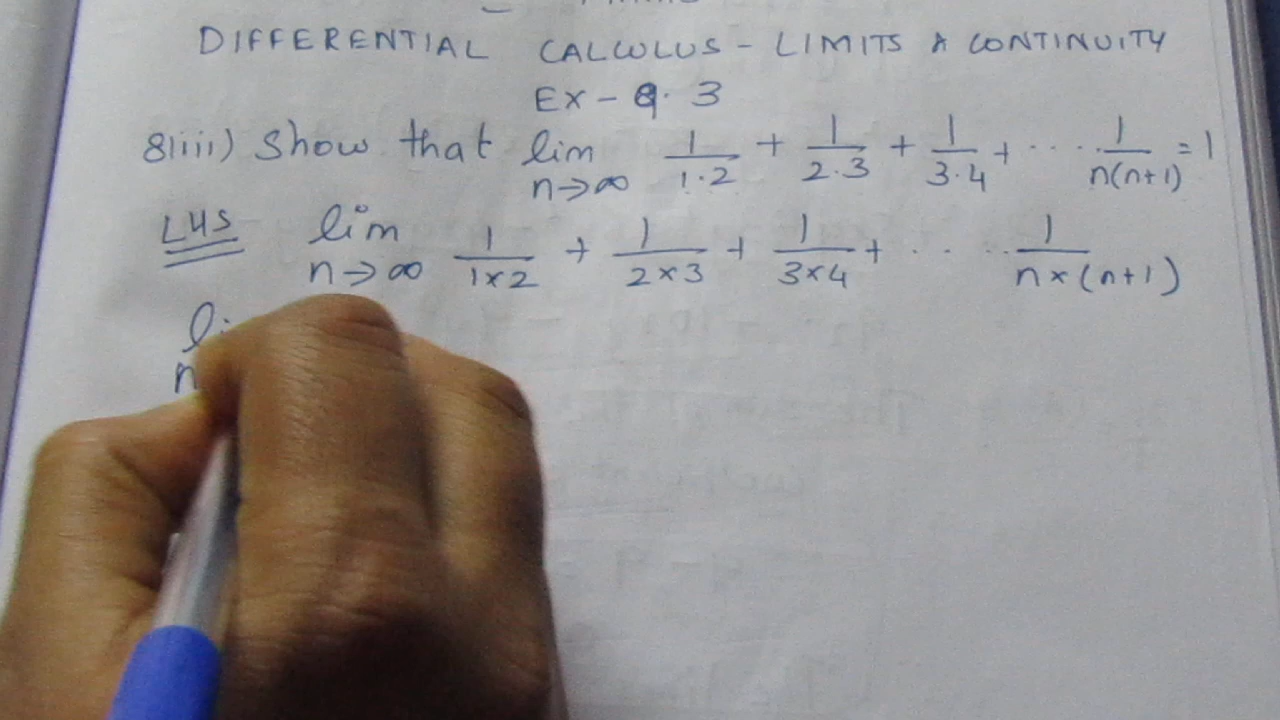 DIFFERENTIAL CALCULUS - LIMITS & CONTINUITY
EX - 9.3
8)iii) Show that lim n→∞ 1/1·2 + 1/2·3 + 1/3·4 + ···· 1/n(n+1) = 1
LHS lim n→∞ 1/1×2 + 1/2×3 + 1/3×4 + ···· 1/n×(n+1)
li
n